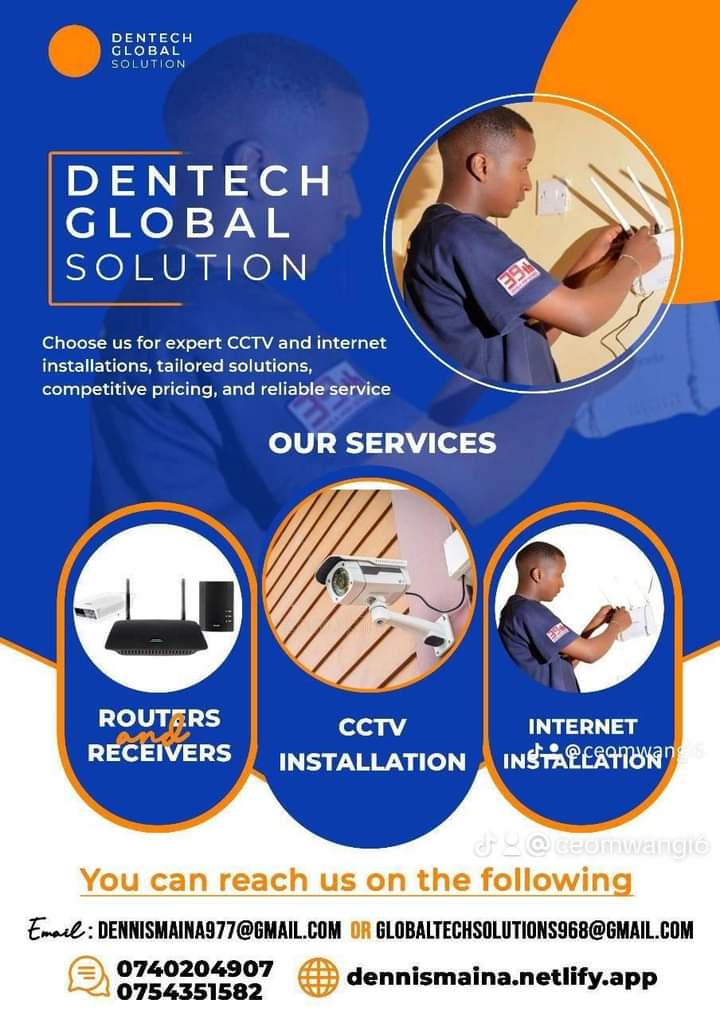 DENTECH
GLOBAL
SOLUTION
DENTECH
GLOBAL
SOLUTION
39th
Choose us for expert CCTV and internet
installations, tailored solutions,
competitive pricing, and reliable service
OUR SERVICES
ROUTERS
and
RECEIVERS
CCTV
INSTALLATION
INTERNET
INSTALLATION
@ceomwangi6
@ceomwangi6
You can reach us on the following
Email: DENNISMAINA977@GMAIL.COM OR GLOBALTECHSOLUTIONS968@GMAIL.COM
0740204907
0754351582
dennismaina.netlify.app